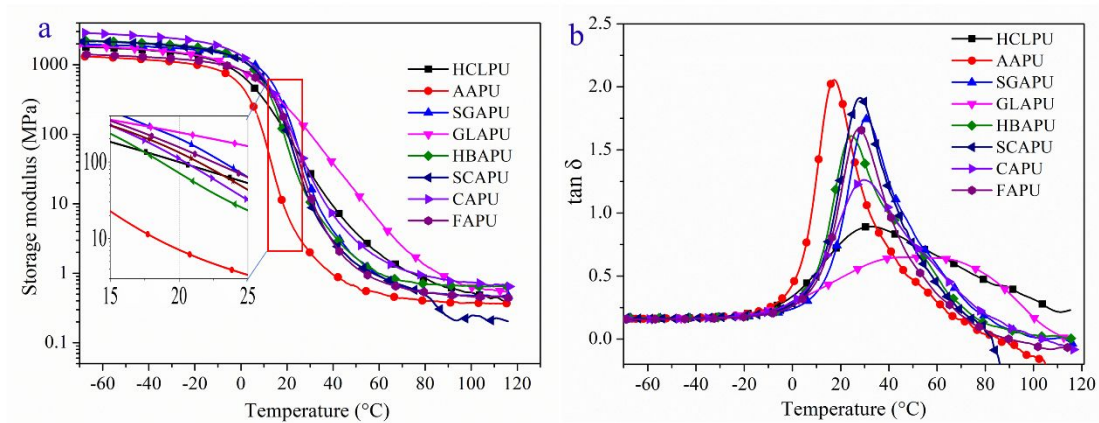 a
1000
100
10
1
0.1
Storage modulus (MPa)
-60 -40 -20 0 20 40 60 80 100 120
Temperature (°C)
HCLPU
AAPU
SGAPU
GLAPU
HBAPU
SCAPU
CAPU
FAPU
100
10
15 20 25
b
2.5
2.0
1.5
1.0
0.5
0.0
tan δ
-60 -40 -20 0 20 40 60 80 100 120
Temperature (°C)
HCLPU
AAPU
SGAPU
GLAPU
HBAPU
SCAPU
CAPU
FAPU